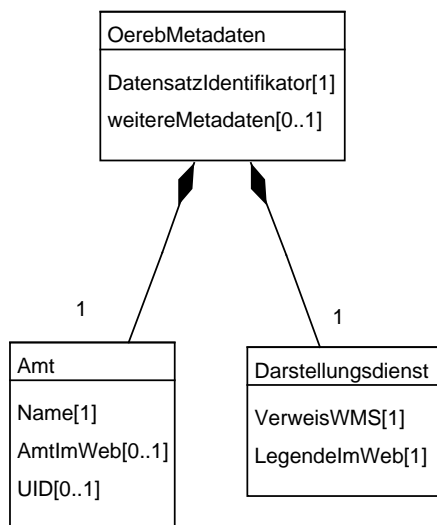 OerebMetadaten
DatensatzIdentifikator[1]
weitereMetadaten[0..1]
1
1
Amt
Name[1]
AmtImWeb[0..1]
UID[0..1]
Darstellungsdienst
VerweisWMS[1]
LegendeImWeb[1]